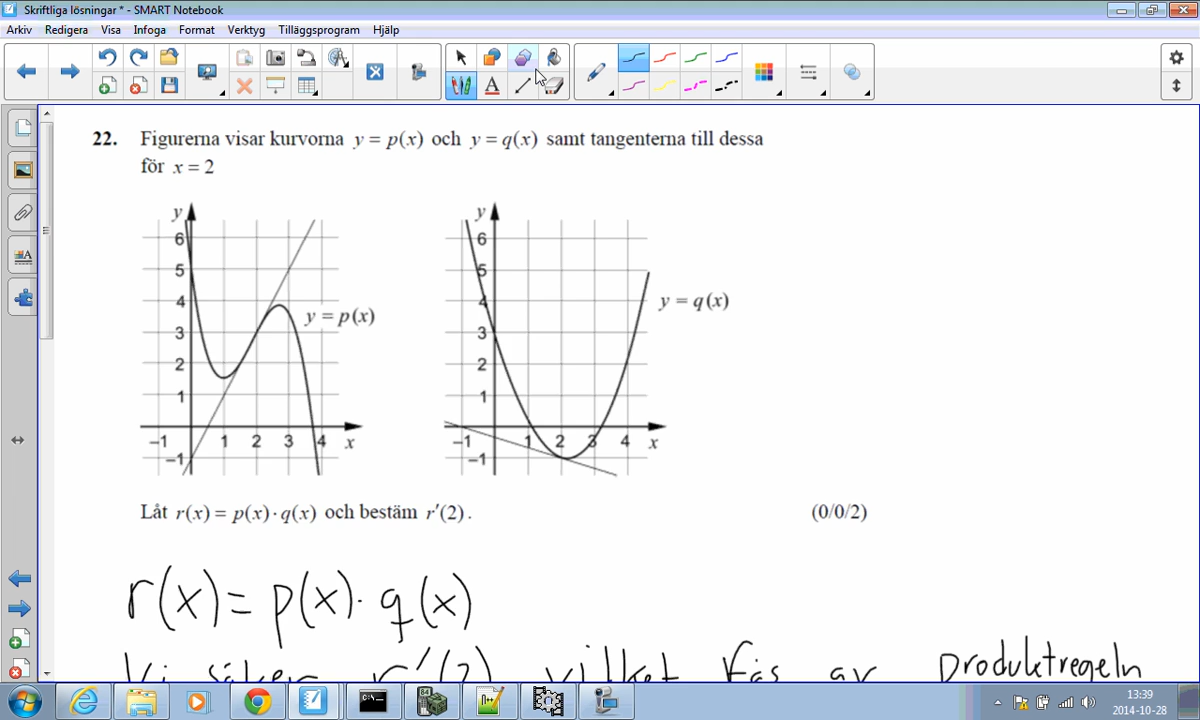 Skriftliga lösningar * - SMART Notebook
Arkiv Redigera Visa Infoga Format Verktyg Tilläggsprogram Hjälp
22. Figurerna visar kurvorna y = p(x) och y = q(x) samt tangenterna till dessa
för x = 2
y
6
5
4
3
2
1
-1
-1 1 2 3 4 x
y = p(x)
y
6
5
4
3
2
1
-1
-1 1 2 3 4 x
y = q(x)
Låt r(x) = p(x) · q(x) och bestäm r′(2). (0/0/2)
r(x) = p(x) · q(x)
Vi söker r'(2) vilket fås av Produktregeln
13:39
2014-10-28